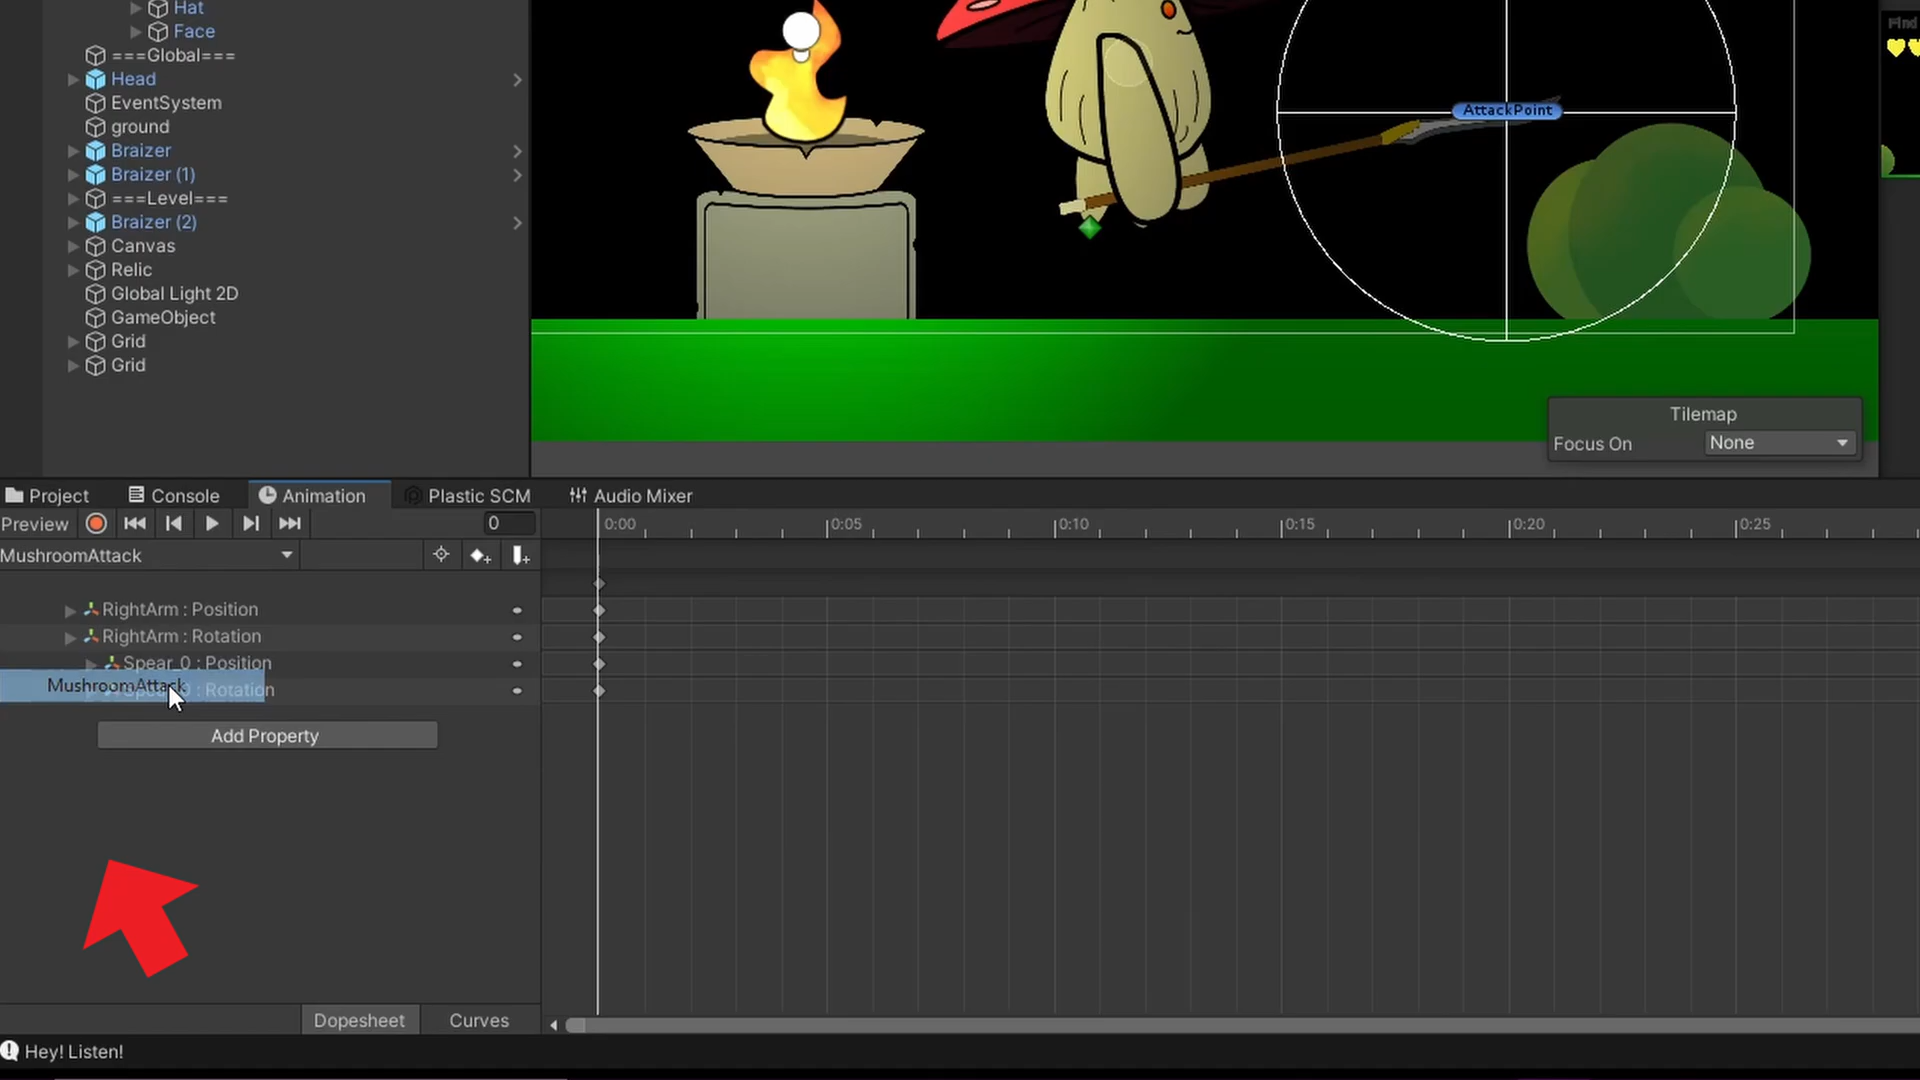 Hat
Face
===Global===
Head
EventSystem
ground
Braizer
Braizer (1)
===Level===
Braizer (2)
Canvas
Relic
Global Light 2D
GameObject
Grid
Grid
AttackPoint
Find
Tilemap
Focus On None
Project Console Animation Plastic SCM Audio Mixer
Preview 0 0:00 0:05 0:10 0:15 0:20 0:25
MushroomAttack
RightArm : Position
RightArm : Rotation
Spear_0 : Position
MushroomAttack
: Rotation
Add Property
Dopesheet Curves
Hey! Listen!